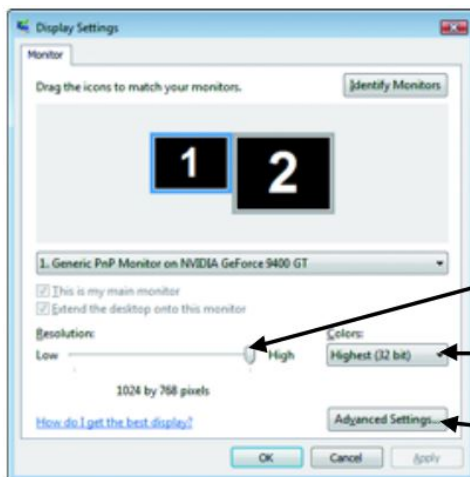 Display Settings
Monitor
Drag the icons to match your monitors.
Identify Monitors
1
2
1. Generic PnP Monitor on NVIDIA GeForce 9400 GT
This is my main monitor
Extend the desktop onto this monitor
Resolution:
Colors:
Low
High
Highest (32 bit)
1024 by 768 pixels
How do I get the best display?
Advanced Settings...
OK
Cancel
Apply